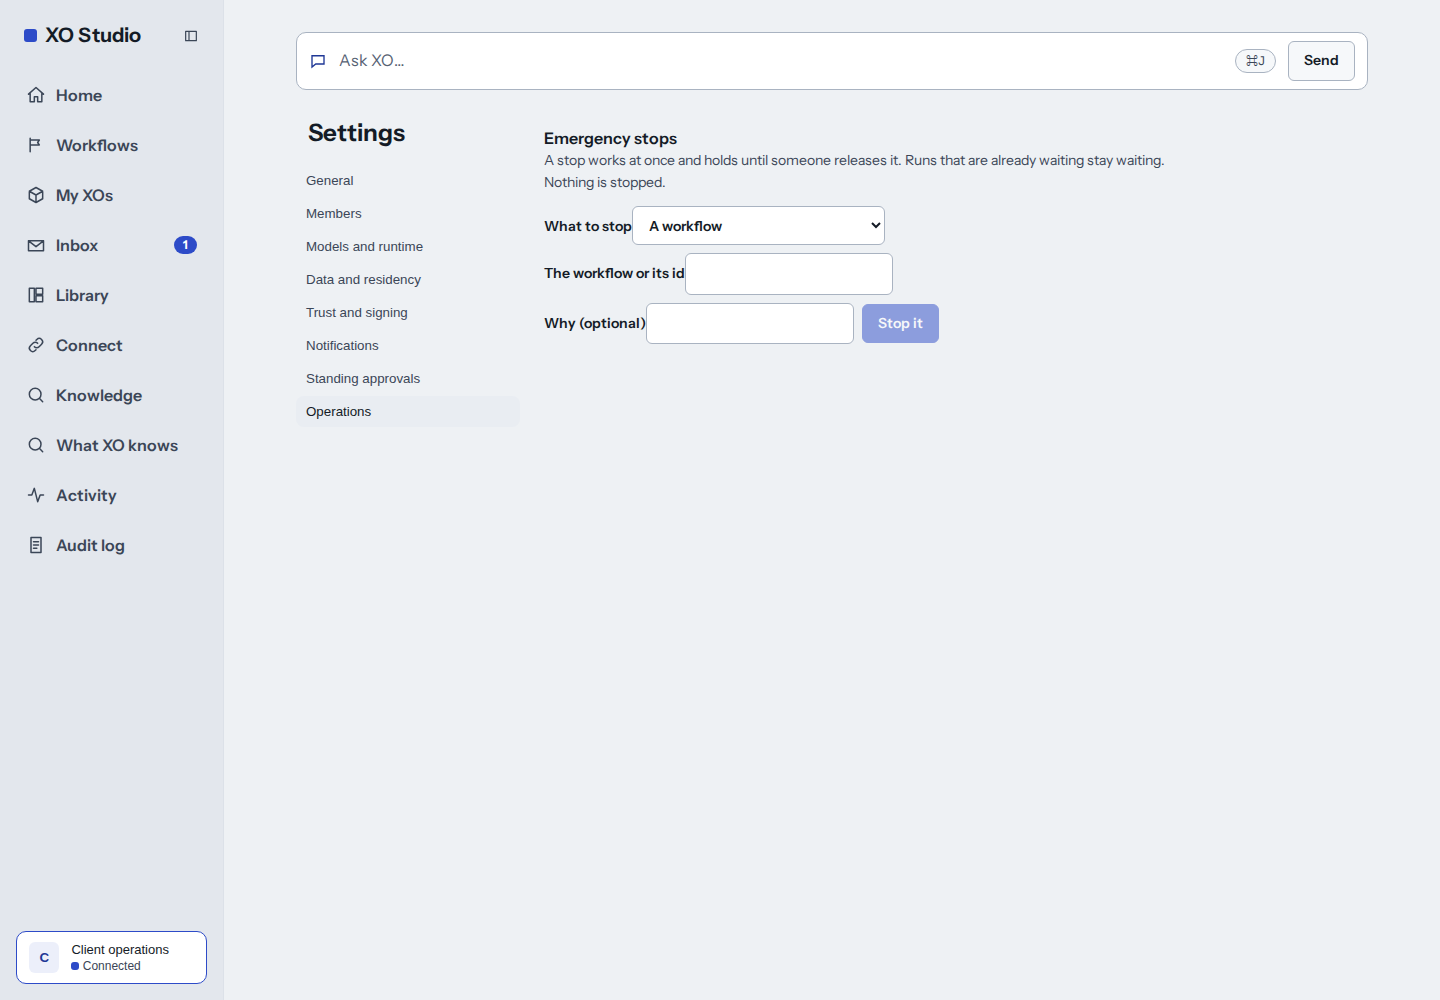 XO Studio
Home
Workflows
My XOs
Inbox
1
Library
Connect
Knowledge
What XO knows
Activity
Audit log
C
Client operations
Connected
Ask XO...
⌘J
Send
Settings
General
Members
Models and runtime
Data and residency
Trust and signing
Notifications
Standing approvals
Operations
Emergency stops
A stop works at once and holds until someone releases it. Runs that are already waiting stay waiting.
Nothing is stopped.
What to stop
A workflow
The workflow or its id
Why (optional)
Stop it